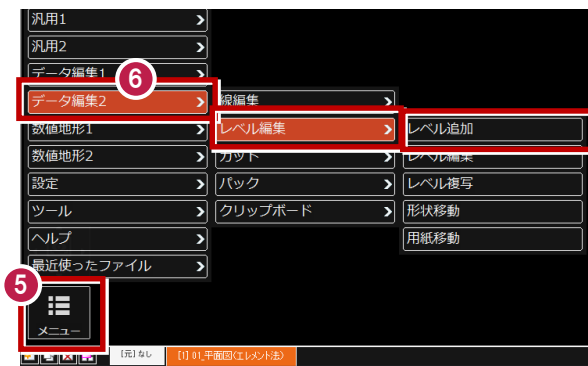 汎用1
汎用2
データ編集1
6
データ編集2
線編集
数値地形1
レベル編集
レベル追加
数値地形2
カット
レベル編集
設定
パック
レベル複写
ツール
クリップボード
形状移動
ヘルプ
用紙移動
最近使ったファイル
5
メニュー
[元] なし
[1] 01_平面図(エレメント法)